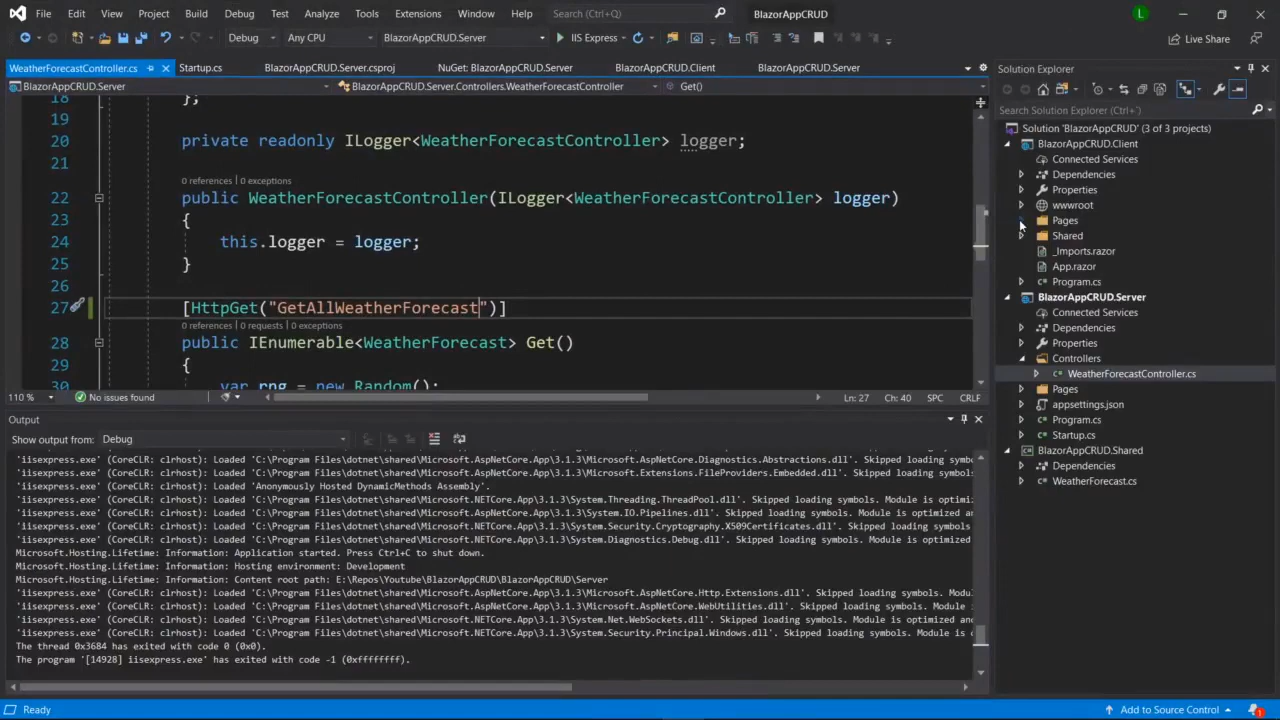 File Edit View Project Build Debug Test Analyze Tools Extensions Window Help Search (Ctrl+Q) BlazorAppCRUD L
Debug Any CPU BlazorAppCRUD.Server IIS Express Live Share
WeatherForecastController.cs Startup.cs BlazorAppCRUD.Server.csproj NuGet: BlazorAppCRUD.Server BlazorAppCRUD.Client BlazorAppCRUD.Server
BlazorAppCRUD.Server BlazorAppCRUD.Server.Controllers.WeatherForecastController Get()
18 };
19
20 private readonly ILogger<WeatherForecastController> logger;
21
0 references | 0 exceptions
22 public WeatherForecastController(ILogger<WeatherForecastController> logger)
23 {
24 this.logger = logger;
25 }
26
27 [HttpGet("GetAllWeatherForecast")]
0 references | 0 requests | 0 exceptions
28 public IEnumerable<WeatherForecast> Get()
29 {
30 var rng = new Random();
110 % No issues found Ln: 27 Ch: 40 SPC CRLF
Output
Show output from: Debug
'iisexpress.exe' (CoreCLR: clrhost): Loaded 'C:\Program Files\dotnet\shared\Microsoft.AspNetCore.App\3.1.3\Microsoft.AspNetCore.Diagnostics.Abstractions.dll'. Skipped loading symbols
'iisexpress.exe' (CoreCLR: clrhost): Loaded 'C:\Program Files\dotnet\shared\Microsoft.AspNetCore.App\3.1.3\Microsoft.Extensions.FileProviders.Embedded.dll'. Skipped loading symbols.
'iisexpress.exe' (CoreCLR: clrhost): Loaded 'Anonymously Hosted DynamicMethods Assembly'.
'iisexpress.exe' (CoreCLR: clrhost): Loaded 'C:\Program Files\dotnet\shared\Microsoft.NETCore.App\3.1.3\System.Threading.ThreadPool.dll'. Skipped loading symbols. Module is optimized
'iisexpress.exe' (CoreCLR: clrhost): Loaded 'C:\Program Files\dotnet\shared\Microsoft.AspNetCore.App\3.1.3\System.IO.Pipelines.dll'. Skipped loading symbols. Module is optimized and
'iisexpress.exe' (CoreCLR: clrhost): Loaded 'C:\Program Files\dotnet\shared\Microsoft.NETCore.App\3.1.3\System.Security.Cryptography.X509Certificates.dll'. Skipped loading symbols.
'iisexpress.exe' (CoreCLR: clrhost): Loaded 'C:\Program Files\dotnet\shared\Microsoft.NETCore.App\3.1.3\System.Diagnostics.Debug.dll'. Skipped loading symbols. Module is optimized
Microsoft.Hosting.Lifetime: Information: Application started. Press Ctrl+C to shut down.
Microsoft.Hosting.Lifetime: Information: Hosting environment: Development
Microsoft.Hosting.Lifetime: Information: Content root path: E:\Repos\Youtube\BlazorAppCRUD\BlazorAppCRUD\Server
'iisexpress.exe' (CoreCLR: clrhost): Loaded 'C:\Program Files\dotnet\shared\Microsoft.AspNetCore.App\3.1.3\Microsoft.AspNetCore.Http.Extensions.dll'. Skipped loading symbols. Module
'iisexpress.exe' (CoreCLR: clrhost): Loaded 'C:\Program Files\dotnet\shared\Microsoft.AspNetCore.App\3.1.3\Microsoft.AspNetCore.WebUtilities.dll'. Skipped loading symbols. Module is
'iisexpress.exe' (CoreCLR: clrhost): Loaded 'C:\Program Files\dotnet\shared\Microsoft.NETCore.App\3.1.3\System.Net.WebSockets.dll'. Skipped loading symbols. Module is optimized and
'iisexpress.exe' (CoreCLR: clrhost): Loaded 'C:\Program Files\dotnet\shared\Microsoft.NETCore.App\3.1.3\System.Security.Principal.Windows.dll'. Skipped loading symbols. Module is
The thread 0x3684 has exited with code 0 (0x0).
The program '[14928] iisexpress.exe' has exited with code -1 (0xffffffff).
Solution Explorer
Search Solution Explorer (Ctrl+')
Solution 'BlazorAppCRUD' (3 of 3 projects)
BlazorAppCRUD.Client
Connected Services
Dependencies
Properties
wwwroot
Pages
Shared
_Imports.razor
App.razor
Program.cs
BlazorAppCRUD.Server
Connected Services
Dependencies
Properties
Controllers
WeatherForecastController.cs
Pages
appsettings.json
Program.cs
Startup.cs
BlazorAppCRUD.Shared
Dependencies
WeatherForecast.cs
Ready Add to Source Control 1